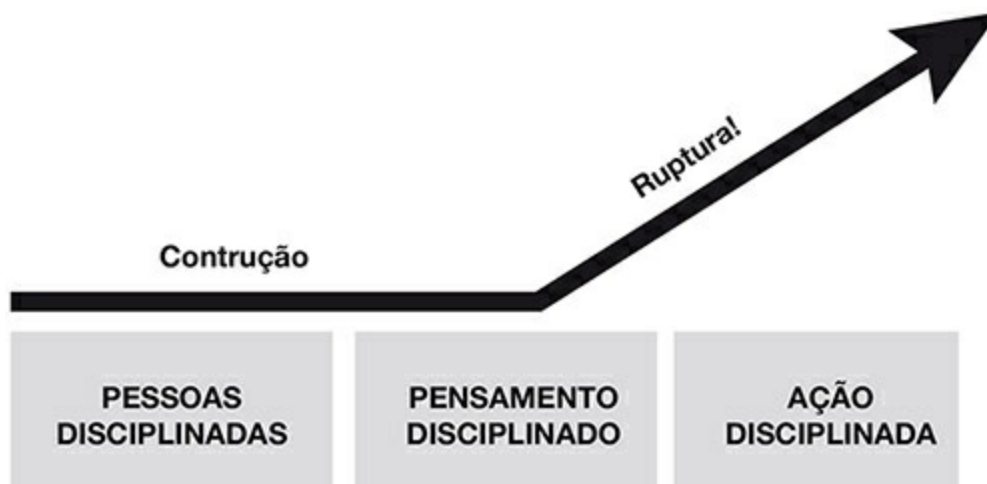 Ruptura!
Contrução
PESSOAS
DISCIPLINADAS
PENSAMENTO
DISCIPLINADO
AÇÃO
DISCIPLINADA